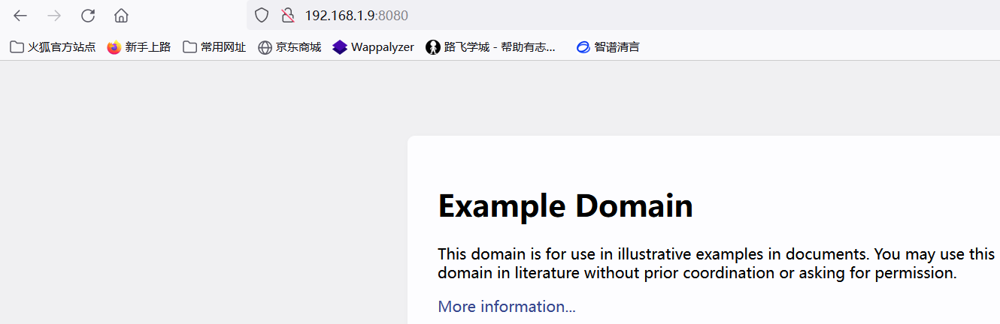 192.168.1.9:8080
火狐官方站点 新手上路 常用网址 京东商城 Wappalyzer 路飞学城 - 帮助有志... 智谱清言
Example Domain
This domain is for use in illustrative examples in documents. You may use this
domain in literature without prior coordination or asking for permission.
More information...